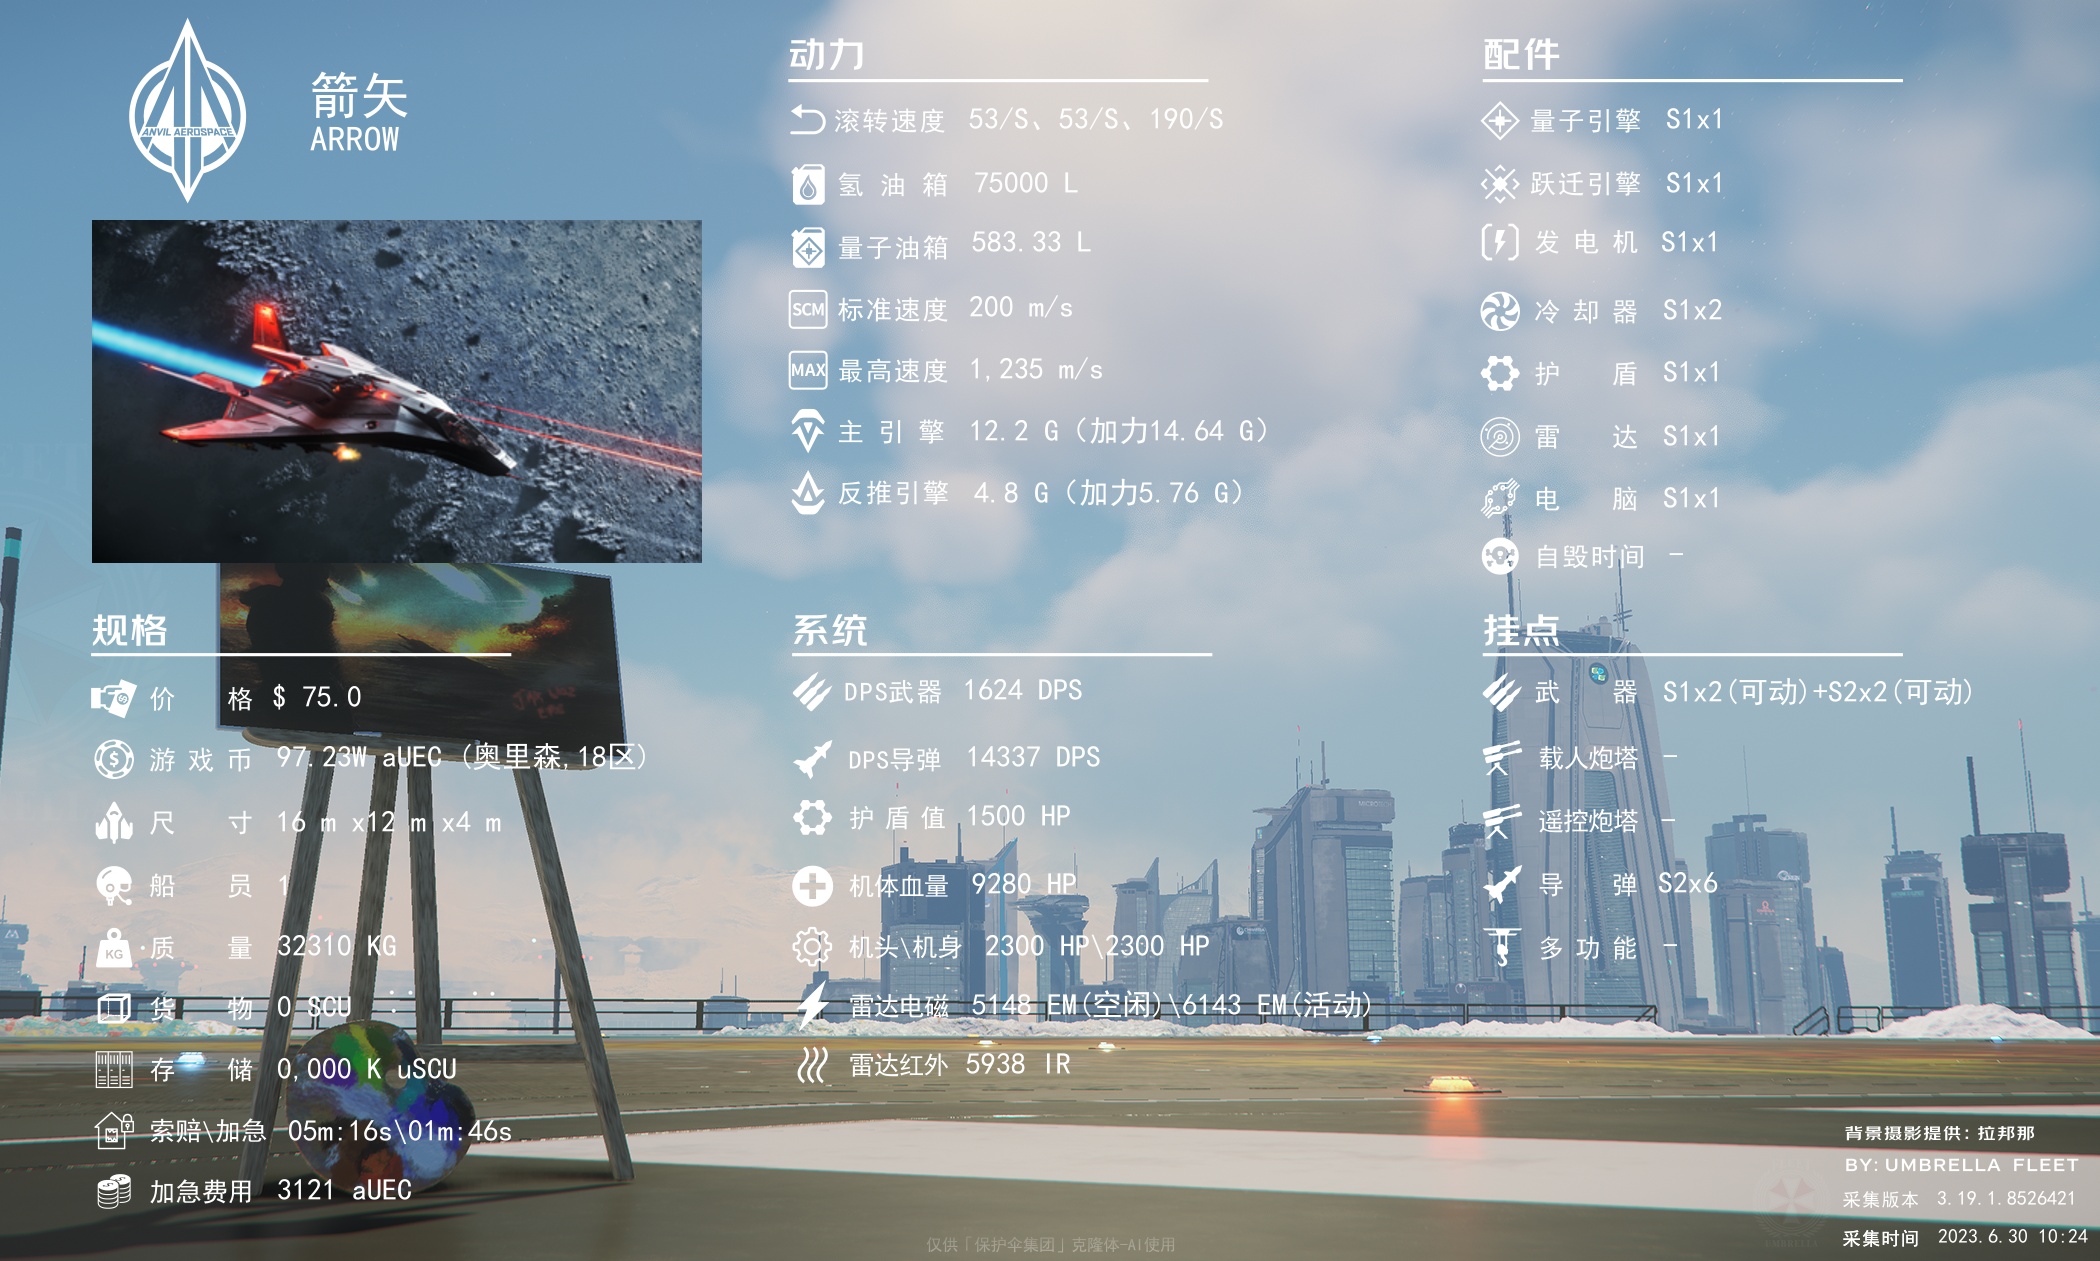 ANVIL AEROSPACE
箭矢
ARROW
动力
滚转速度 53/S、53/S、190/S
氢油箱 75000 L
量子油箱 583.33 L
SCM 标准速度 200 m/s
MAX 最高速度 1,235 m/s
主引擎 12.2 G（加力14.64 G）
反推引擎 4.8 G（加力5.76 G）
配件
量子引擎 S1x1
跃迁引擎 S1x1
发电机 S1x1
冷却器 S1x2
护盾 S1x1
雷达 S1x1
电脑 S1x1
自毁时间 -
规格
价格 $ 75.0
游戏币 97.23W aUEC (奥里森,18区)
尺寸 16 m x12 m x4 m
船员 1
KG 质量 32310 KG
货物 0 SCU
存储 0,000 K uSCU
索赔\加急 05m:16s\01m:46s
加急费用 3121 aUEC
系统
DPS武器 1624 DPS
DPS导弹 14337 DPS
护盾值 1500 HP
机体血量 9280 HP
机头\机身 2300 HP\2300 HP
雷达电磁 5148 EM(空闲)\6143 EM(活动)
雷达红外 5938 IR
挂点
武器 S1x2(可动)+S2x2(可动)
载人炮塔 -
遥控炮塔 -
导弹 S2x6
多功能 -
背景摄影提供: 拉邦那
BY: UMBRELLA FLEET
采集版本 3.19.1.8526421
采集时间 2023.6.30 10:24
仅供「保护伞集团」克隆体-AI使用